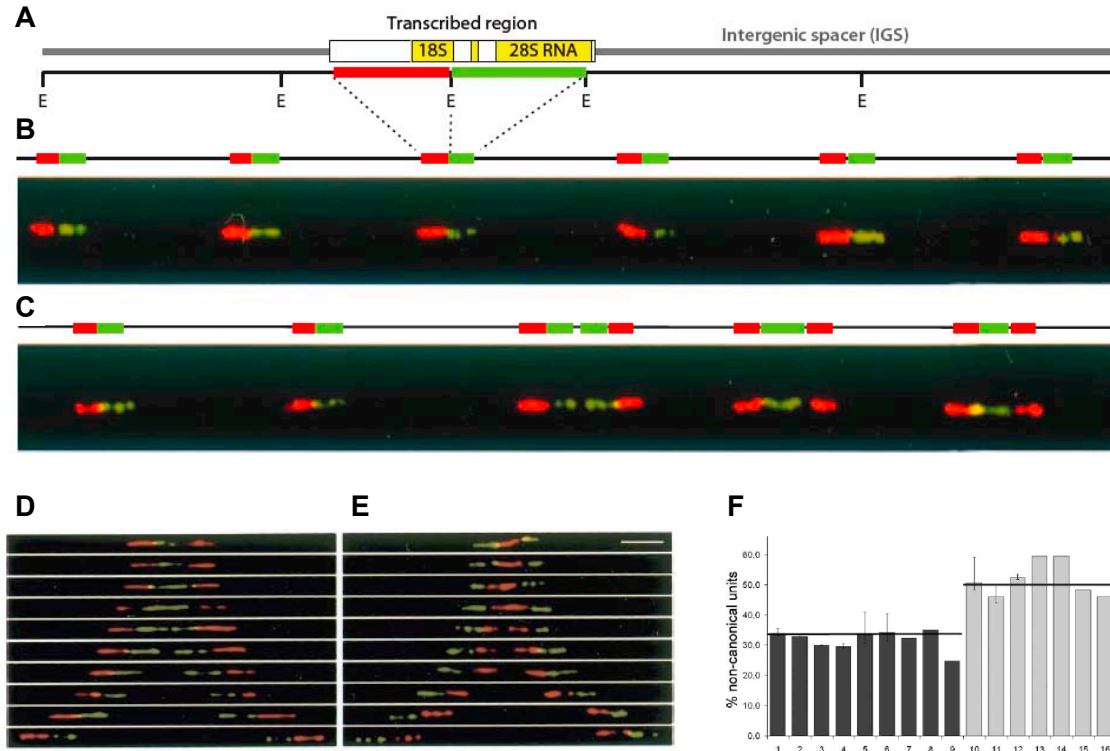 A
Transcribed region
18S
28S RNA
Intergenic spacer (IGS)
E E E E E
B
C
D E F
% non-canonical units
60.0
50.0
40.0
30.0
20.0
10.0
0.0
1 2 3 4 5 6 7 8 9 10 11 12 13 14 15 16